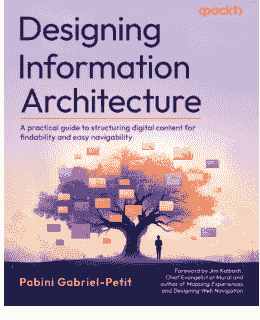 <packt>
Designing
Information
Architecture
A practical guide to structuring digital content for
findability and easy navigability
Pabini Gabriel-Petit
Foreword by Jim Kalbach,
Chief Evangelist at Mural and
author of Mapping Experiences
and Designing Web Navigation